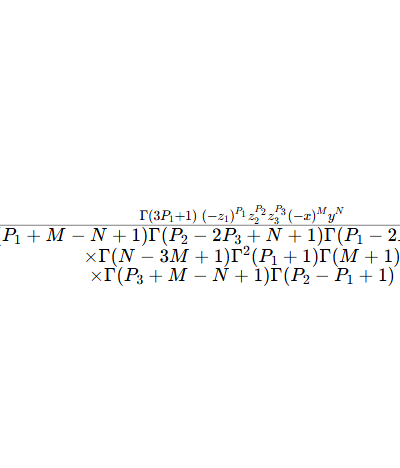 Γ(3P₁+1) (−z₁)^{P₁} z₂^{P₂} z₃^{P₃} (−x)^M y^N
P₁ + M − N + 1)Γ(P₂ − 2P₃ + N + 1)Γ(P₁ − 2
×Γ(N − 3M + 1)Γ²(P₁ + 1)Γ(M + 1)
×Γ(P₃ + M − N + 1)Γ(P₂ − P₁ + 1)